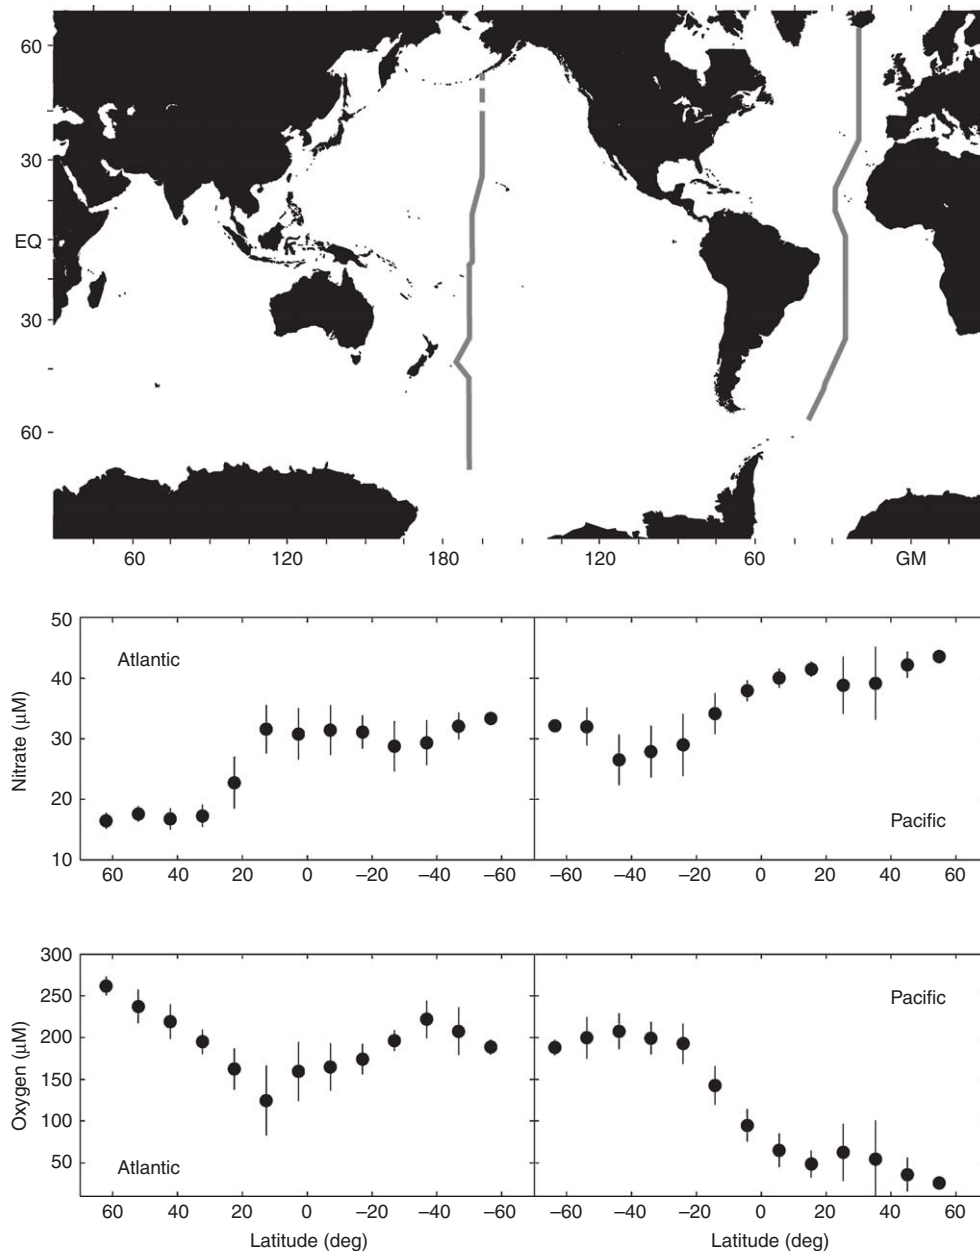 60
30
EQ
30
60
60 120 180 120 60 GM
50
40
30
20
10
Nitrate (μM)
Atlantic
Pacific
60 40 20 0 –20 –40 –60
–60 –40 –20 0 20 40 60
300
250
200
150
100
50
Oxygen (μM)
Pacific
Atlantic
60 40 20 0 –20 –40 –60
–60 –40 –20 0 20 40 60
Latitude (deg)
Latitude (deg)